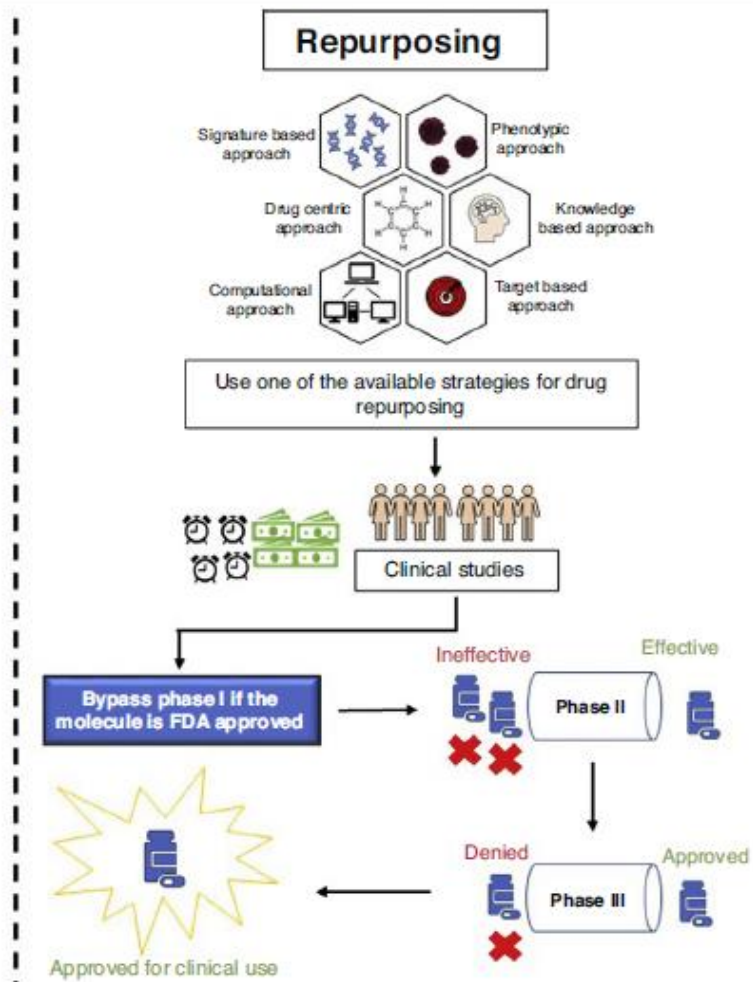 Repurposing
Signature based
approach
Phenotypic
approach
Drug centric
approach
Knowledge
based approach
Computational
approach
Target based
approach
Use one of the available strategies for drug
repurposing
Clinical studies
Bypass phase I if the
molecule is FDA approved
Ineffective
Phase II
Effective
Denied
Phase III
Approved
Approved for clinical use